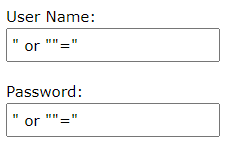 User Name:
" or ""="
Password:
" or ""="